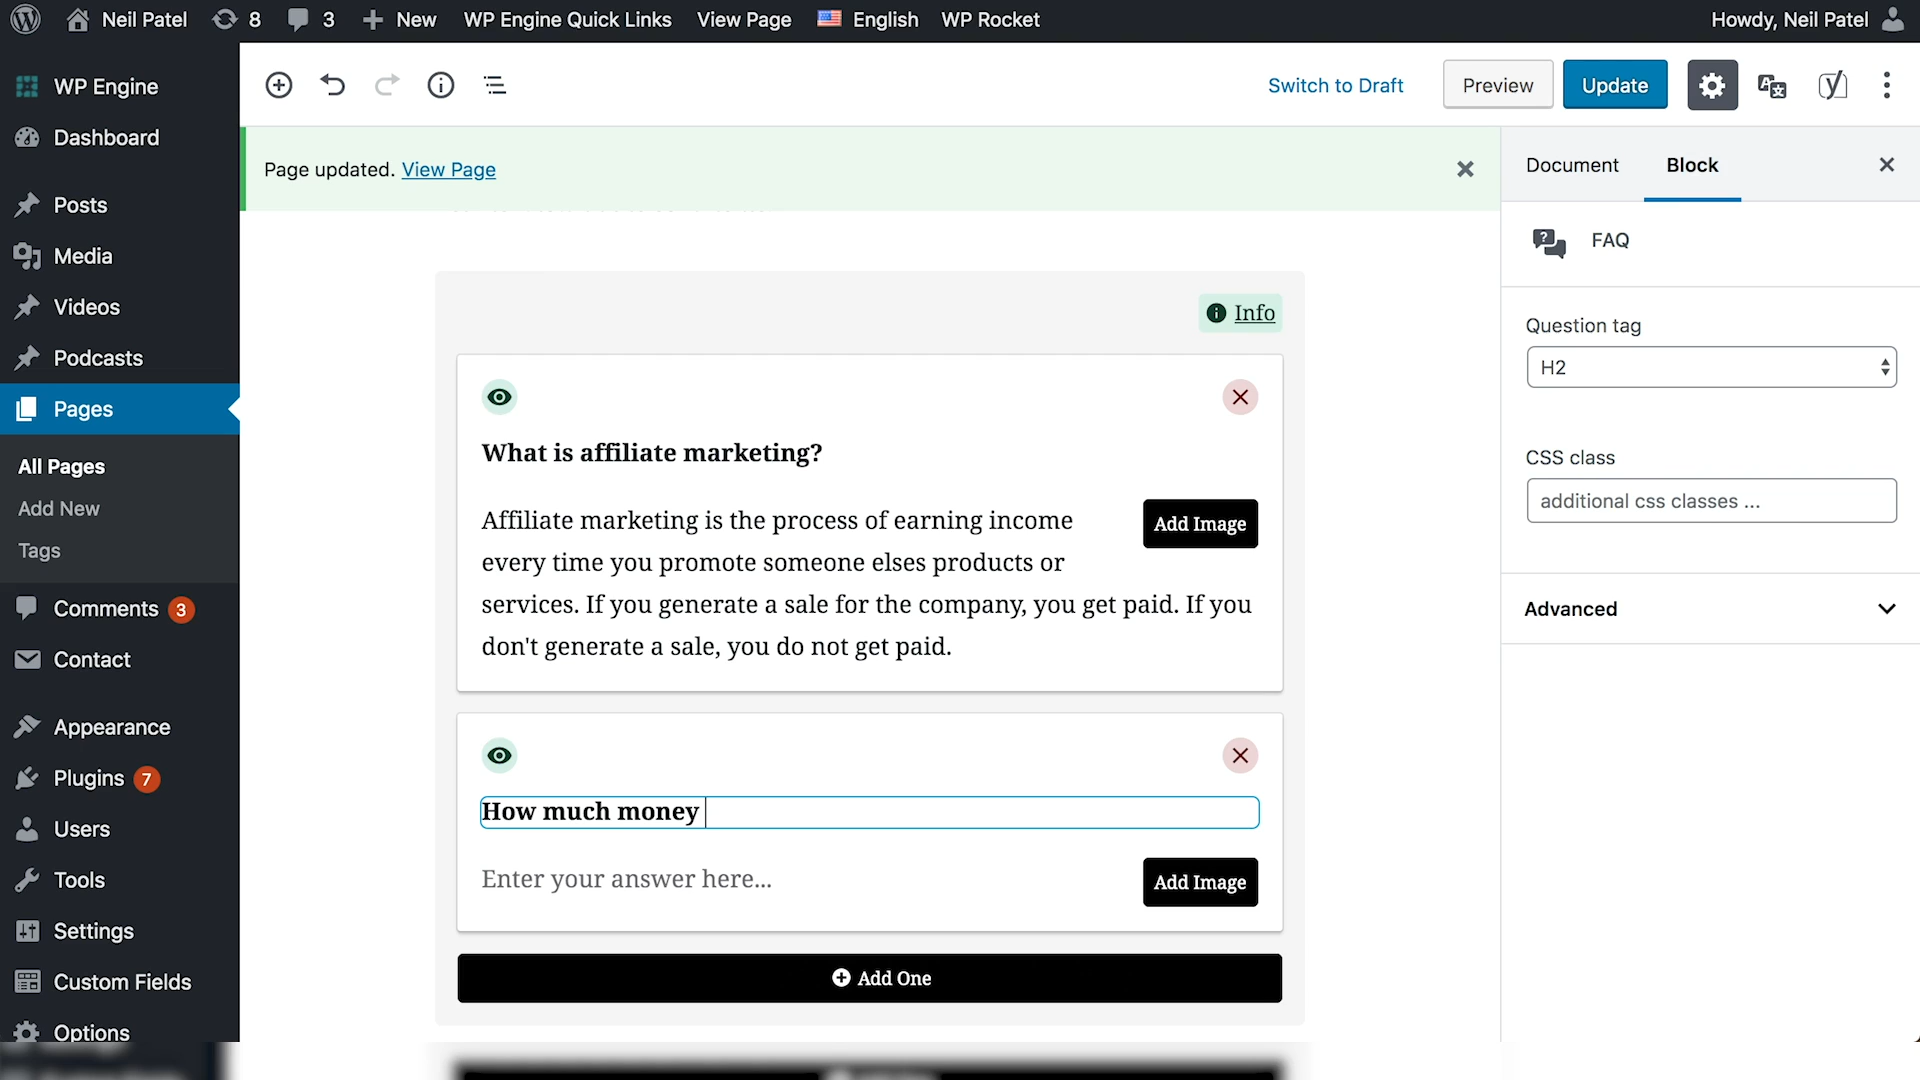 Neil Patel 8 3 New WP Engine Quick Links View Page English WP Rocket Howdy, Neil Patel
WP Engine
Dashboard
Posts
Media
Videos
Podcasts
Pages
All Pages
Add New
Tags
Comments 3
Contact
Appearance
Plugins 7
Users
Tools
Settings
Custom Fields
Options
Switch to Draft Preview Update
Page updated. View Page
Info
What is affiliate marketing?
Affiliate marketing is the process of earning income
every time you promote someone elses products or
services. If you generate a sale for the company, you get paid. If you
don't generate a sale, you do not get paid.
Add Image
How much money
Enter your answer here...
Add Image
Add One
Document Block
FAQ
Question tag
H2
CSS class
additional css classes ...
Advanced